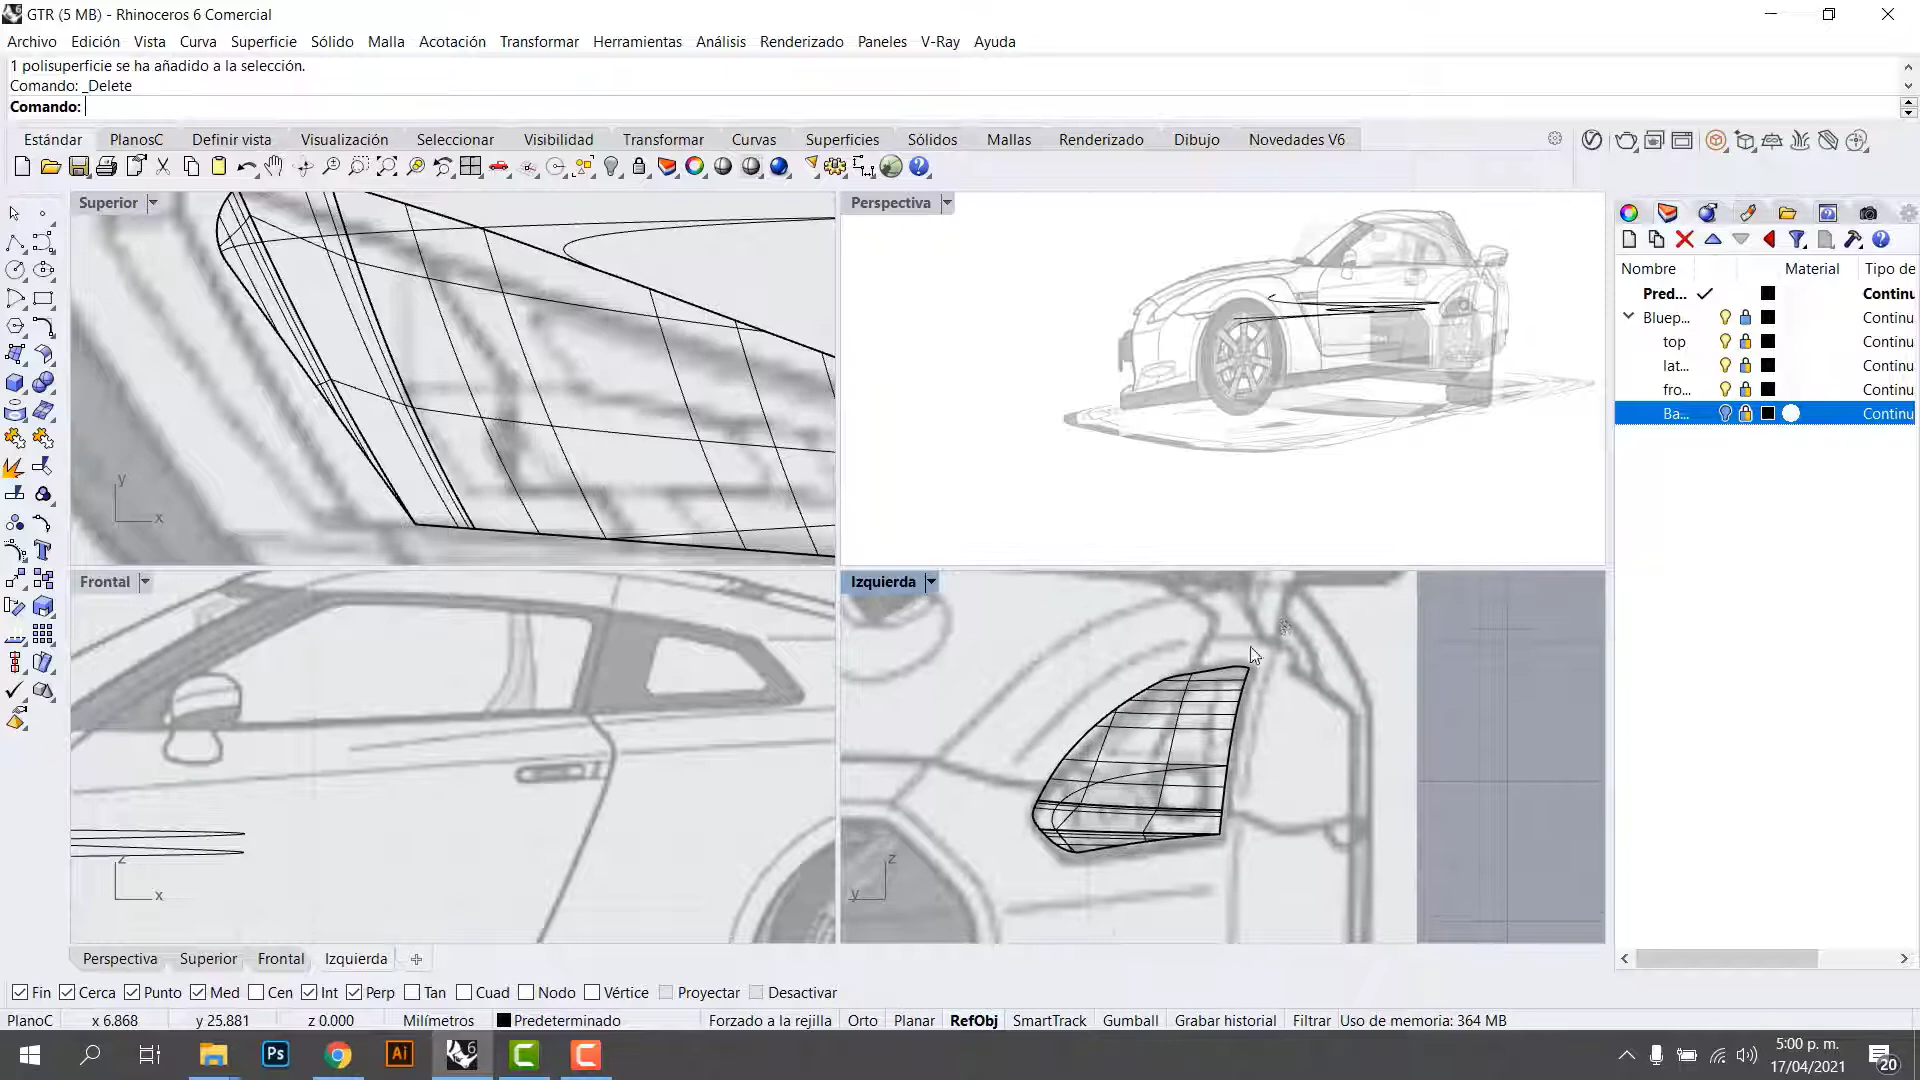 GTR (5 MB) - Rhinoceros 6 Comercial
Archivo Edición Vista Curva Superficie Sólido Malla Acotación Transformar Herramientas Análisis Renderizado Paneles V-Ray Ayuda
1 polisuperficie se ha añadido a la selección.
Comando: _Delete
Comando:
Estándar PlanosC Definir vista Visualización Seleccionar Visibilidad Transformar Curvas Superficies Sólidos Mallas Renderizado Dibujo Novedades V6
Superior
Perspectiva
Nombre Material Tipo de
Pred... Continu
Bluep... Continu
top Continu
lat... Continu
fro... Continu
Ba... Continu
y
x
Frontal
Izquierda
z
x
z
y
Perspectiva Superior Frontal Izquierda
Fin Cerca Punto Med Cen Int Perp Tan Cuad Nodo Vértice Proyectar Desactivar
PlanoC x 6.868 y 25.881 z 0.000 Milímetros Predeterminado Forzado a la rejilla Orto Planar RefObj SmartTrack Gumball Grabar historial Filtrar Uso de memoria: 364 MB
Ps Ai 6 C C
5:00 p. m.
17/04/2021
20